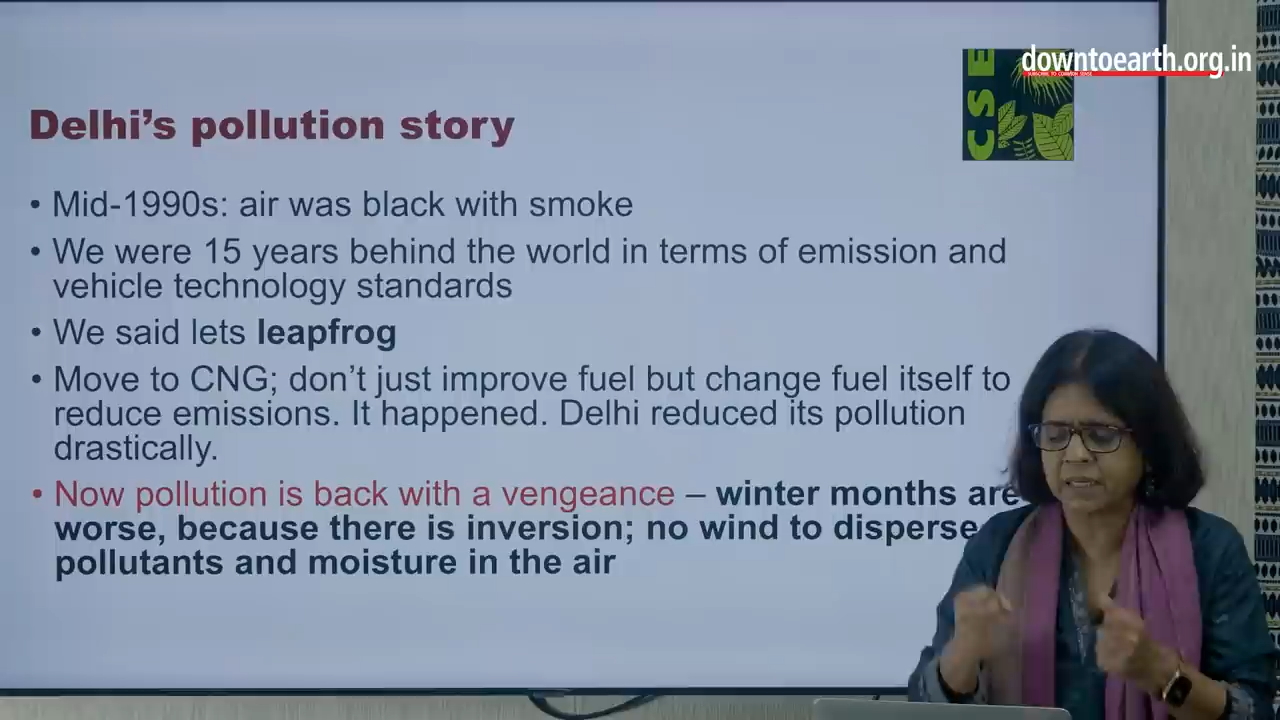 downtoearth.org.in
SUBSCRIBE TO COMMON SENSE
CSE
Delhi’s pollution story
• Mid-1990s: air was black with smoke
• We were 15 years behind the world in terms of emission and
vehicle technology standards
• We said lets leapfrog
• Move to CNG; don’t just improve fuel but change fuel itself to
reduce emissions. It happened. Delhi reduced its pollution
drastically.
• Now pollution is back with a vengeance – winter months are
worse, because there is inversion; no wind to disperse
pollutants and moisture in the air